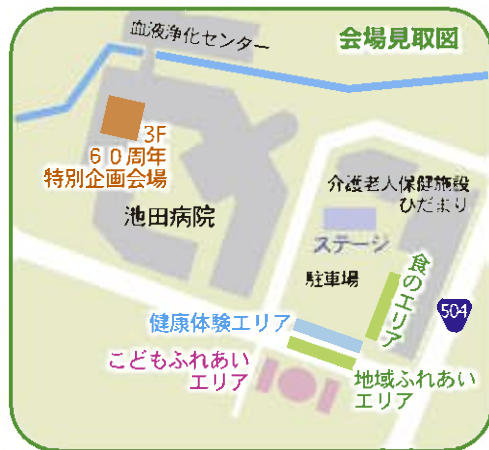 会場見取図
血液浄化センター
3F
６０周年
特別企画会場
池田病院
介護老人保健施設
ひだまり
ステージ
駐車場
食のエリア
504
健康体験エリア
こどもふれあい
エリア
地域ふれあい
エリア